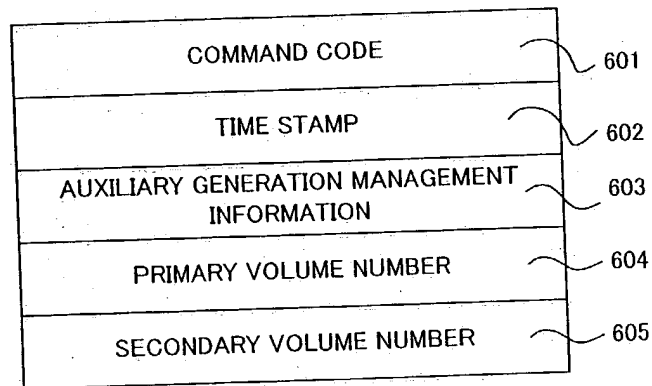 COMMAND CODE 601
TIME STAMP 602
AUXILIARY GENERATION MANAGEMENT
INFORMATION 603
PRIMARY VOLUME NUMBER 604
SECONDARY VOLUME NUMBER 605